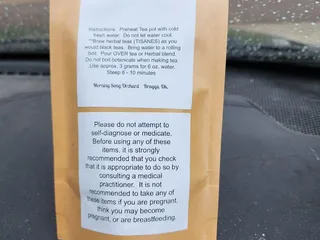 Instructions: Preheat Tea pot with cold
fresh water. Do not let water cool.
**Brew herbal teas (TISANES) as you
would black teas. Bring water to a rolling
boil. Pour OVER tea or Herbal blend.
Do not boil botanicals when making tea.
Use approx. 3 grams for 6 oz. water.
Steep 6 - 10 minutes
Morning Song Orchard Braggs, Ok.
Please do not attempt to
self-diagnose or medicate.
Before using any of these
items, it is strongly
recommended that you check
that it is appropriate to do so by
consulting a medical
practitioner. It is not
recommended to take any of
these items if you are pregnant,
think you may become
pregnant, or are breastfeeding.